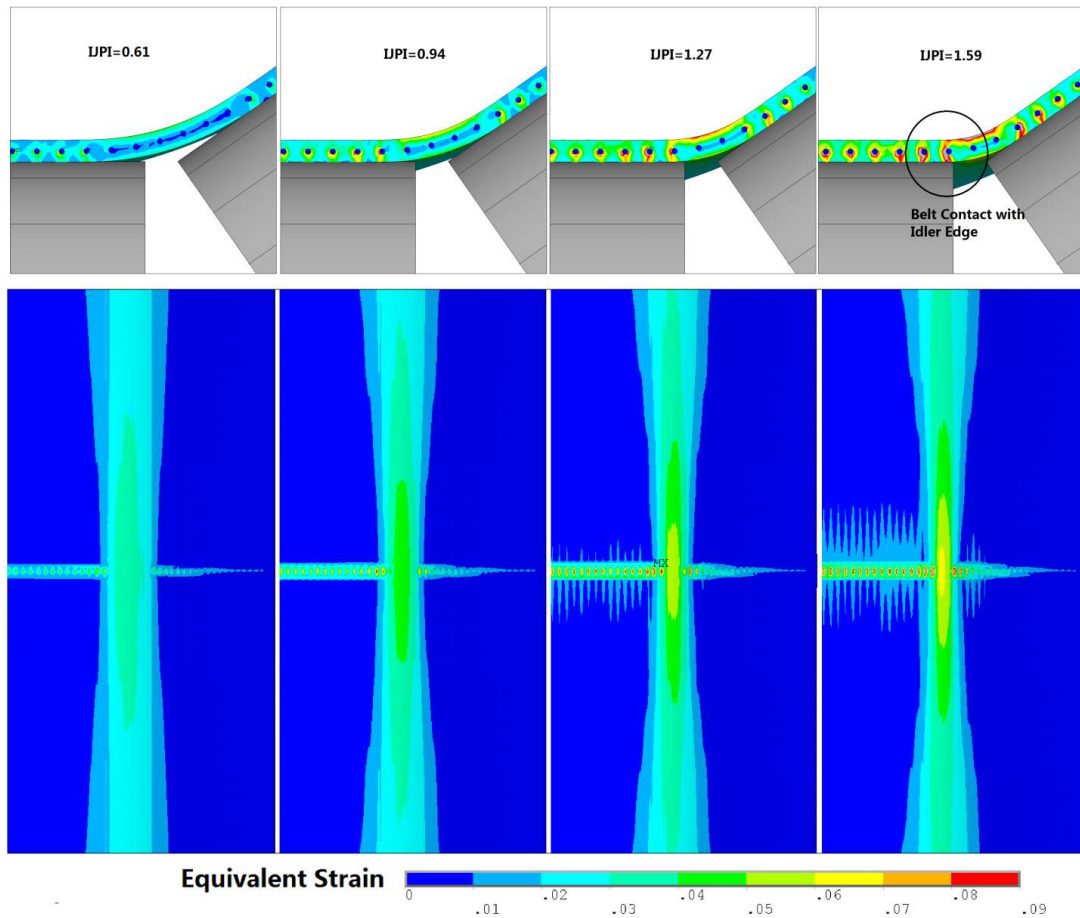 IJPI=0.61
IJPI=0.94
IJPI=1.27
IJPI=1.59
Belt Contact with
Idler Edge
MX
Equivalent Strain
0 .02 .04 .06 .08
.01 .03 .05 .07 .09